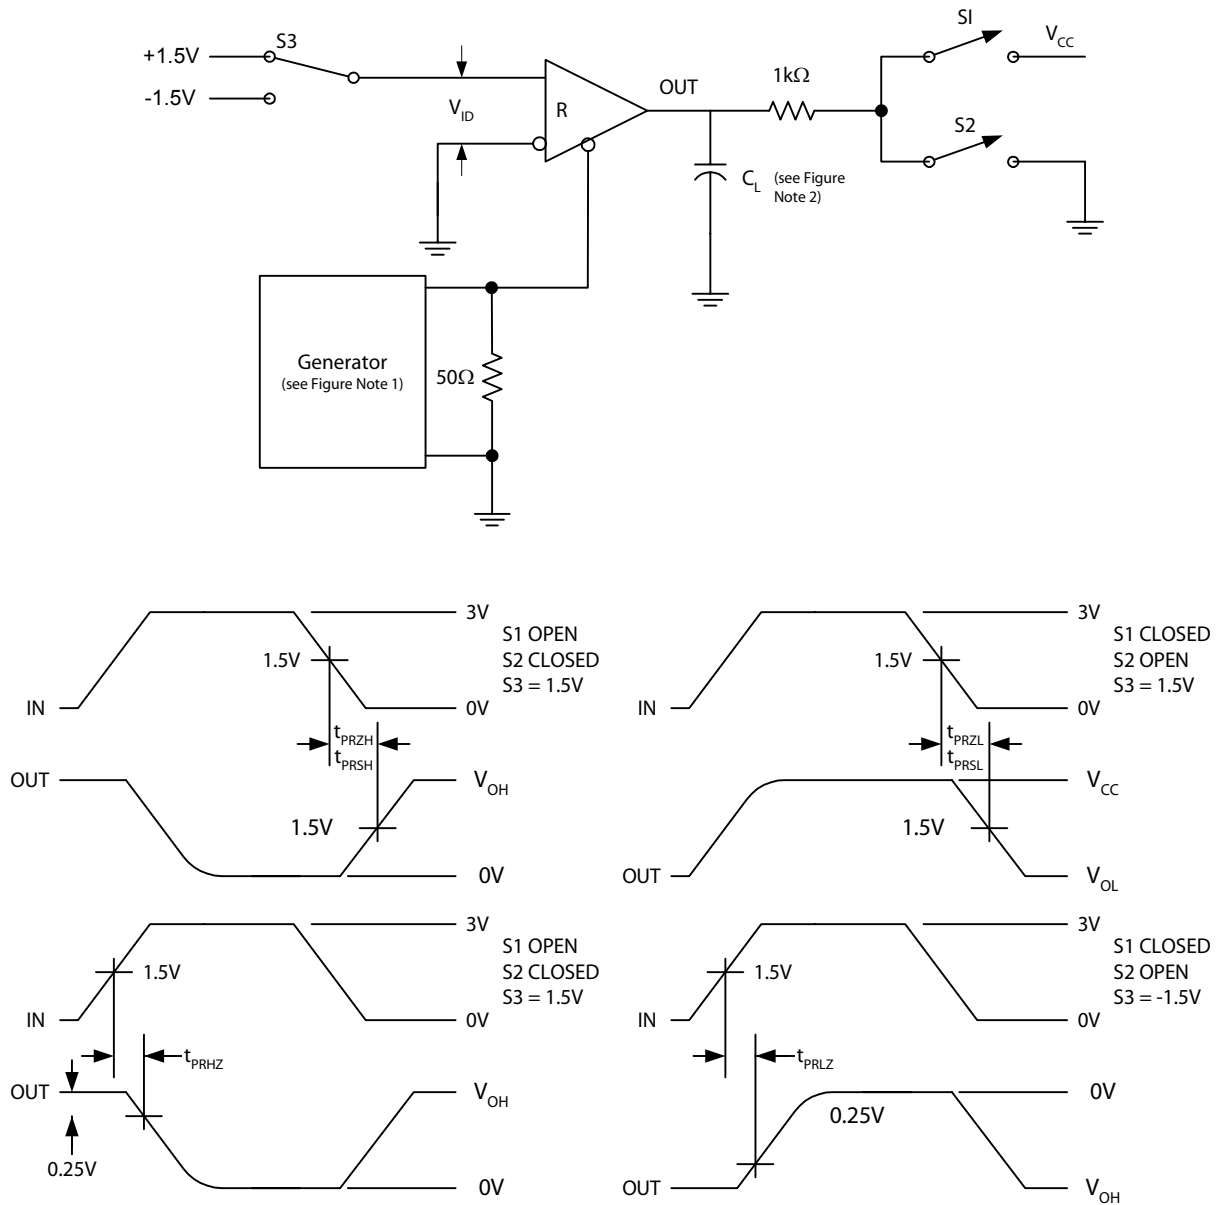 +1.5V
S3
-1.5V
V_ID
R
OUT
1kΩ
S1
V_CC
S2
C_L (see Figure
Note 2)
Generator
(see Figure Note 1)
50Ω
3V
S1 OPEN
S2 CLOSED
S3 = 1.5V
1.5V
IN
0V
t_PRZH
t_PRSH
OUT
V_OH
1.5V
0V
3V
S1 CLOSED
S2 OPEN
S3 = 1.5V
1.5V
IN
0V
t_PRZL
t_PRSL
V_CC
1.5V
OUT
V_OL
3V
S1 OPEN
S2 CLOSED
S3 = 1.5V
1.5V
IN
0V
t_PRHZ
OUT
V_OH
0.25V
0V
3V
S1 CLOSED
S2 OPEN
S3 = -1.5V
1.5V
IN
0V
t_PRLZ
0V
0.25V
OUT
V_OH